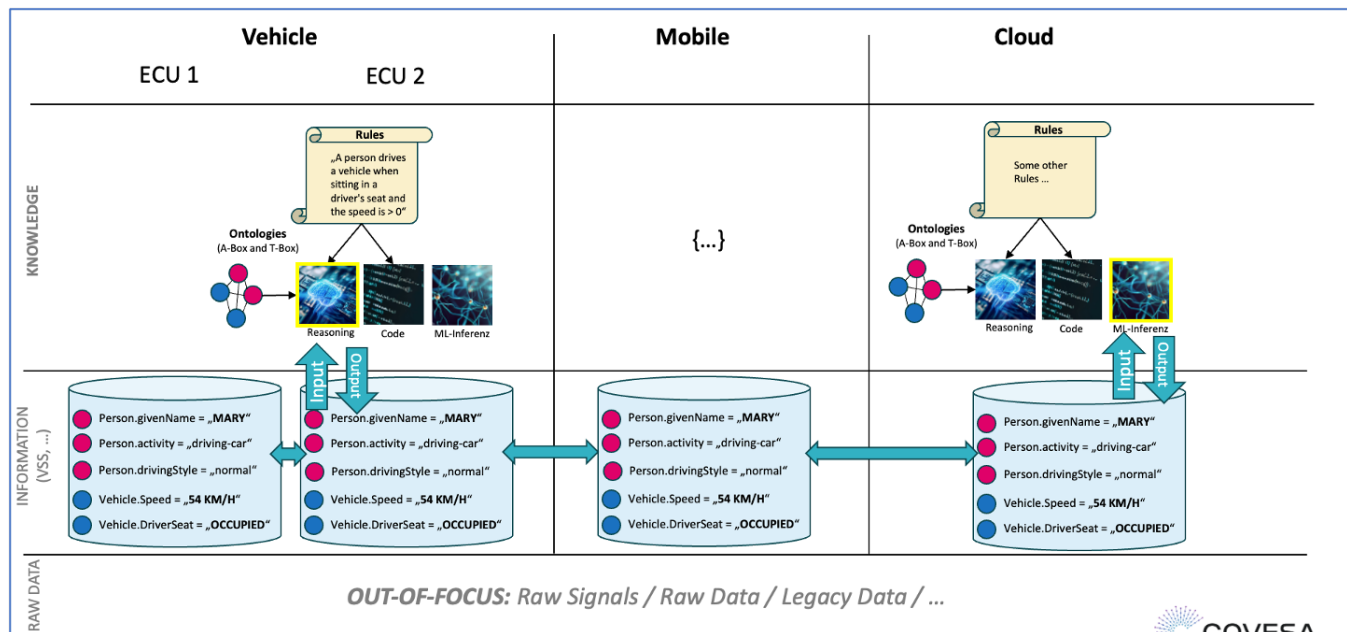 Vehicle
Mobile
Cloud
ECU 1
ECU 2
KNOWLEDGE
Rules
„A person drives
a vehicle when
sitting in a
driver's seat and
the speed is > 0“
Ontologies
(A-Box and T-Box)
Reasoning
Code
ML-Inferenz
{...}
Rules
Some other
Rules ...
Ontologies
(A-Box and T-Box)
Reasoning
Code
ML-Inferenz
Input
Output
Input
Output
INFORMATION
(VSS, ...)
Person.givenName = „MARY“
Person.activity = „driving-car“
Person.drivingStyle = „normal“
Vehicle.Speed = „54 KM/H“
Vehicle.DriverSeat = „OCCUPIED“
Person.givenName = „MARY“
Person.activity = „driving-car“
Person.drivingStyle = „normal“
Vehicle.Speed = „54 KM/H“
Vehicle.DriverSeat = „OCCUPIED“
Person.givenName = „MARY“
Person.activity = „driving-car“
Person.drivingStyle = „normal“
Vehicle.Speed = „54 KM/H“
Vehicle.DriverSeat = „OCCUPIED“
Person.givenName = „MARY“
Person.activity = „driving-car“
Person.drivingStyle = „normal“
Vehicle.Speed = „54 KM/H“
Vehicle.DriverSeat = „OCCUPIED“
RAW DATA
OUT-OF-FOCUS: Raw Signals / Raw Data / Legacy Data / ...
COVESA